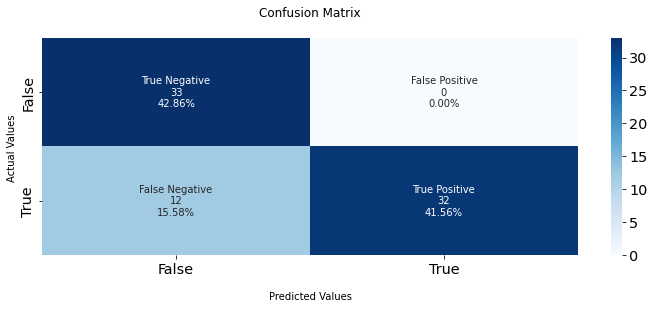 Confusion Matrix
True Negative
33
42.86%
False Positive
0
0.00%
False Negative
12
15.58%
True Positive
32
41.56%
Actual Values
False
True
False
True
Predicted Values
30
25
20
15
10
5
0